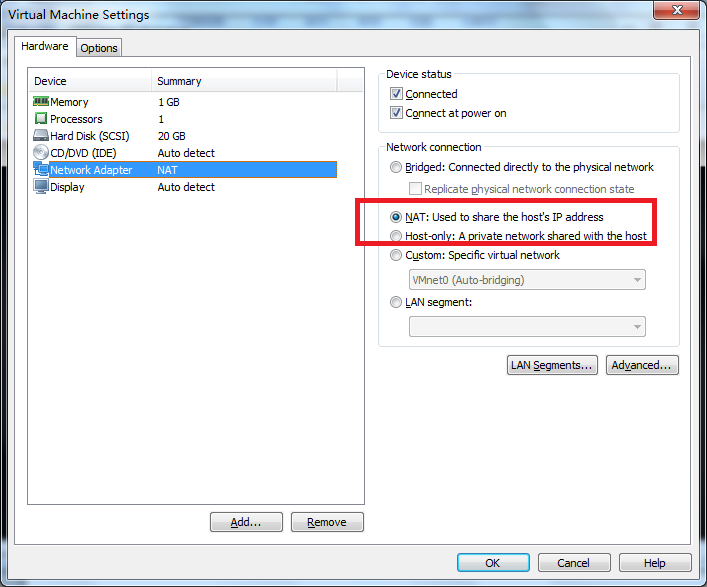 Virtual Machine Settings
Hardware
Options
Device Summary
Memory 1 GB
Processors 1
Hard Disk (SCSI) 20 GB
CD/DVD (IDE) Auto detect
Network Adapter NAT
Display Auto detect
Add...
Remove
Device status
Connected
Connect at power on
Network connection
Bridged: Connected directly to the physical network
Replicate physical network connection state
NAT: Used to share the host's IP address
Host-only: A private network shared with the host
Custom: Specific virtual network
VMnet0 (Auto-bridging)
LAN segment:
LAN Segments...
Advanced...
OK
Cancel
Help